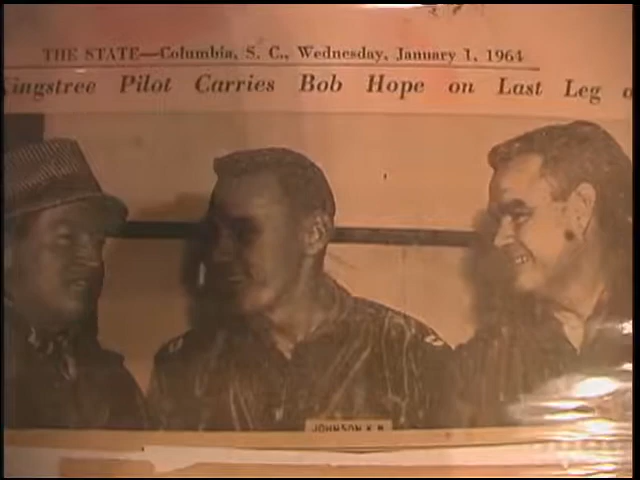 THE STATE—Columbia, S. C., Wednesday, January 1, 1964
Kingstree Pilot Carries Bob Hope on Last Leg
JOHNSON